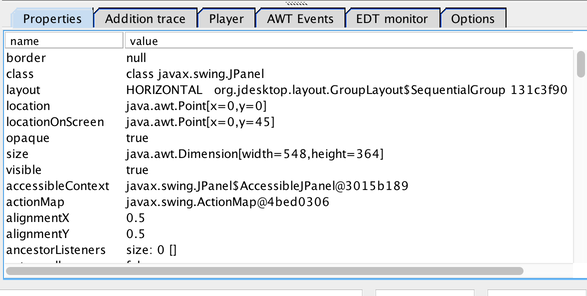 Properties Addition trace Player AWT Events EDT monitor Options
name value
border null
class class javax.swing.JPanel
layout HORIZONTAL org.jdesktop.layout.GroupLayout$SequentialGroup 131c3f90
location java.awt.Point[x=0,y=0]
locationOnScreen java.awt.Point[x=0,y=45]
opaque true
size java.awt.Dimension[width=548,height=364]
visible true
accessibleContext javax.swing.JPanel$AccessibleJPanel@3015b189
actionMap javax.swing.ActionMap@4bed0306
alignmentX 0.5
alignmentY 0.5
ancestorListeners size: 0 []